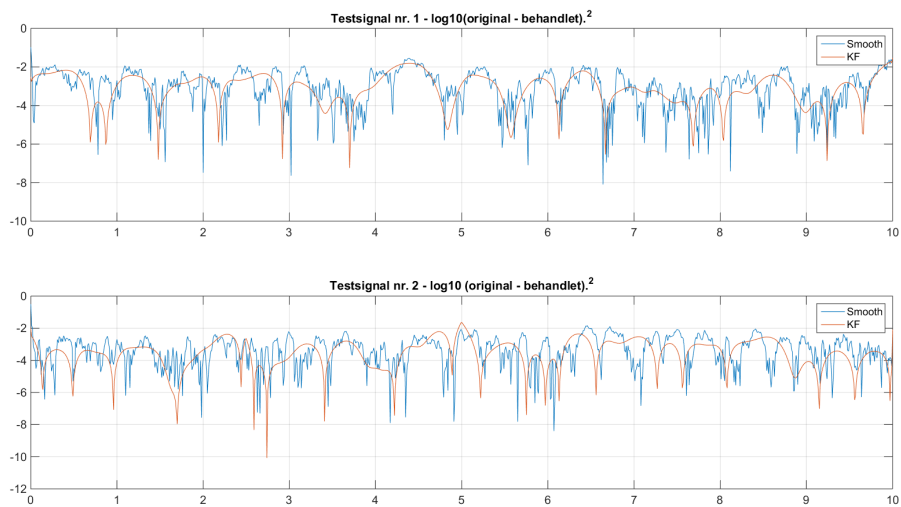 Testsignal nr. 1 - log10(original - behandlet).²
0
-2
-4
-6
-8
-10
Smooth
KF
0 1 2 3 4 5 6 7 8 9 10
Testsignal nr. 2 - log10 (original - behandlet).²
0
-2
-4
-6
-8
-10
-12
Smooth
KF
0 1 2 3 4 5 6 7 8 9 10